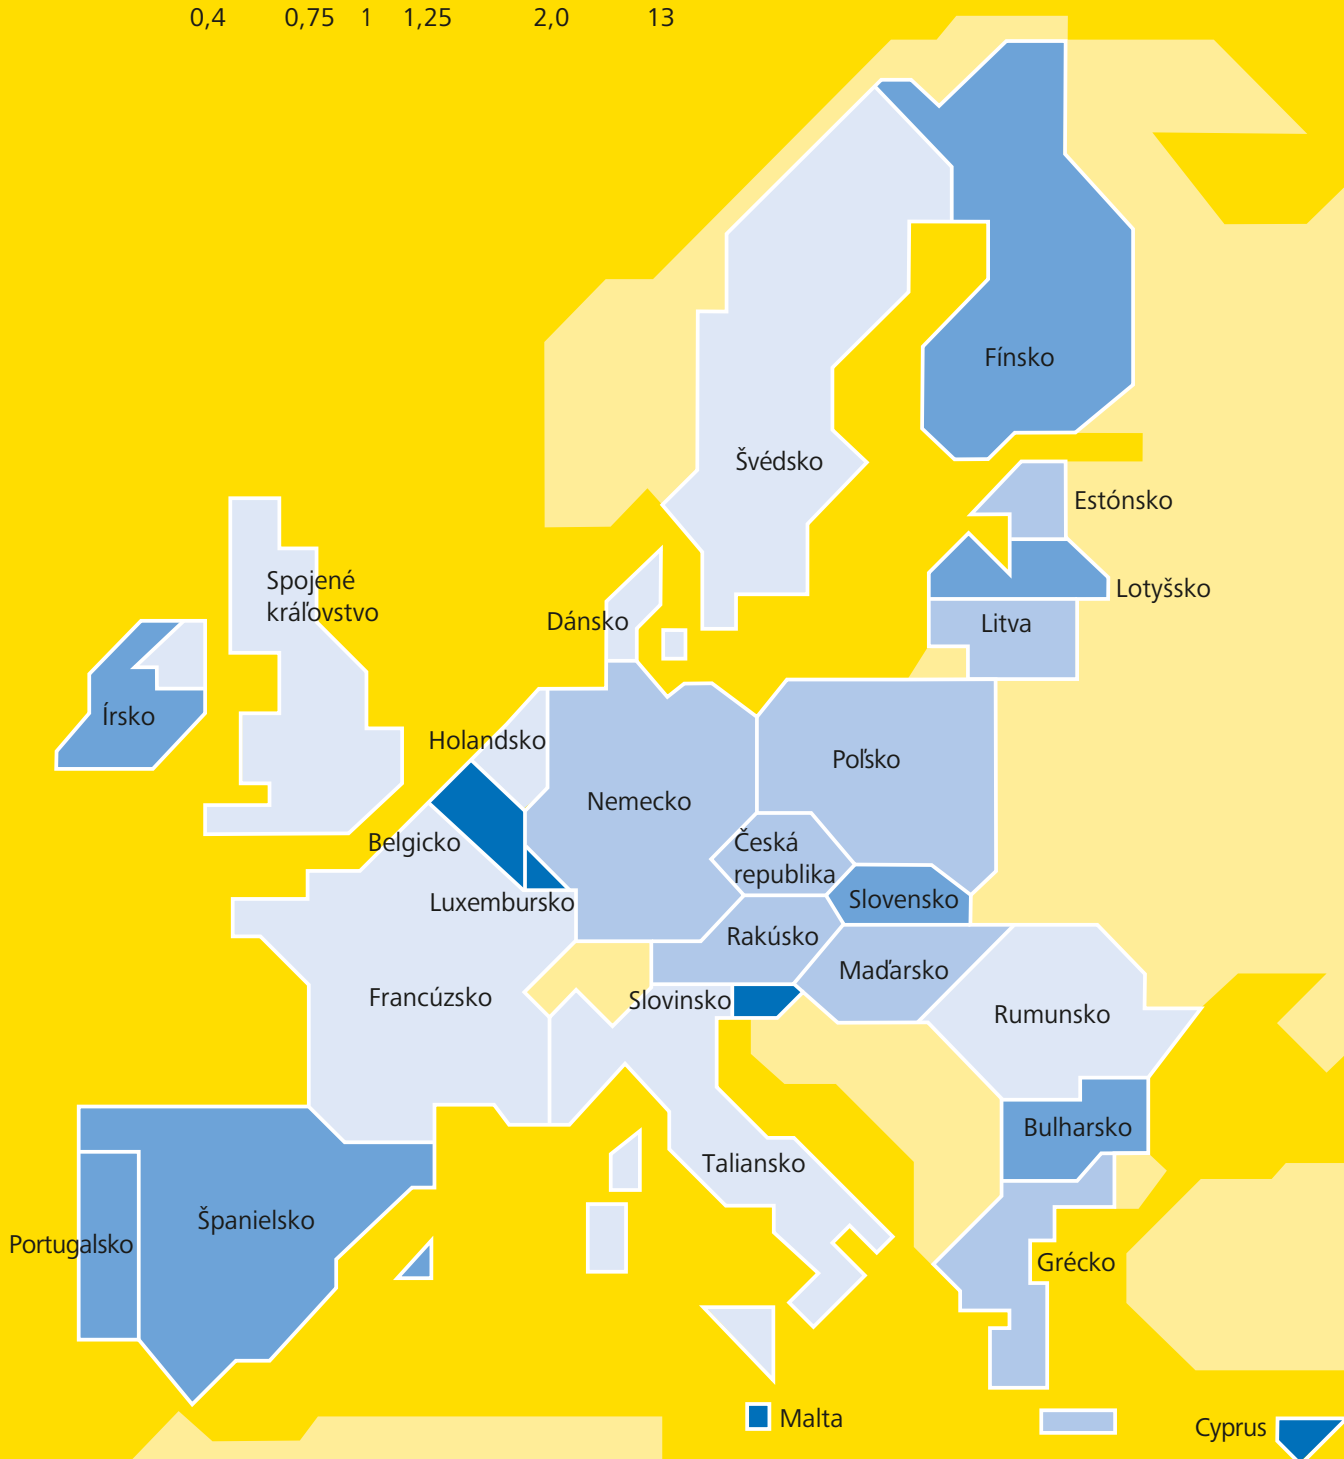 0,4 0,75 1 1,25 2,0 13
Fínsko
Švédsko
Estónsko
Spojené
kráľovstvo
Lotyšsko
Dánsko
Litva
Írsko
Holandsko
Poľsko
Nemecko
Belgicko
Česká
republika
Luxembursko
Slovensko
Rakúsko
Maďarsko
Francúzsko
Slovinsko
Rumunsko
Bulharsko
Taliansko
Španielsko
Portugalsko
Grécko
Malta
Cyprus